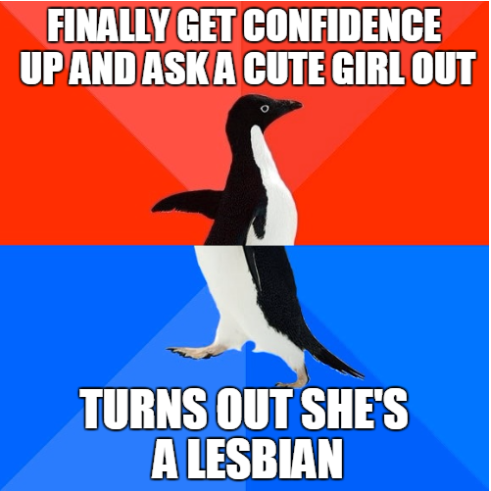 FINALLY GET CONFIDENCE
UP AND ASK A CUTE GIRL OUT
TURNS OUT SHE'S
A LESBIAN